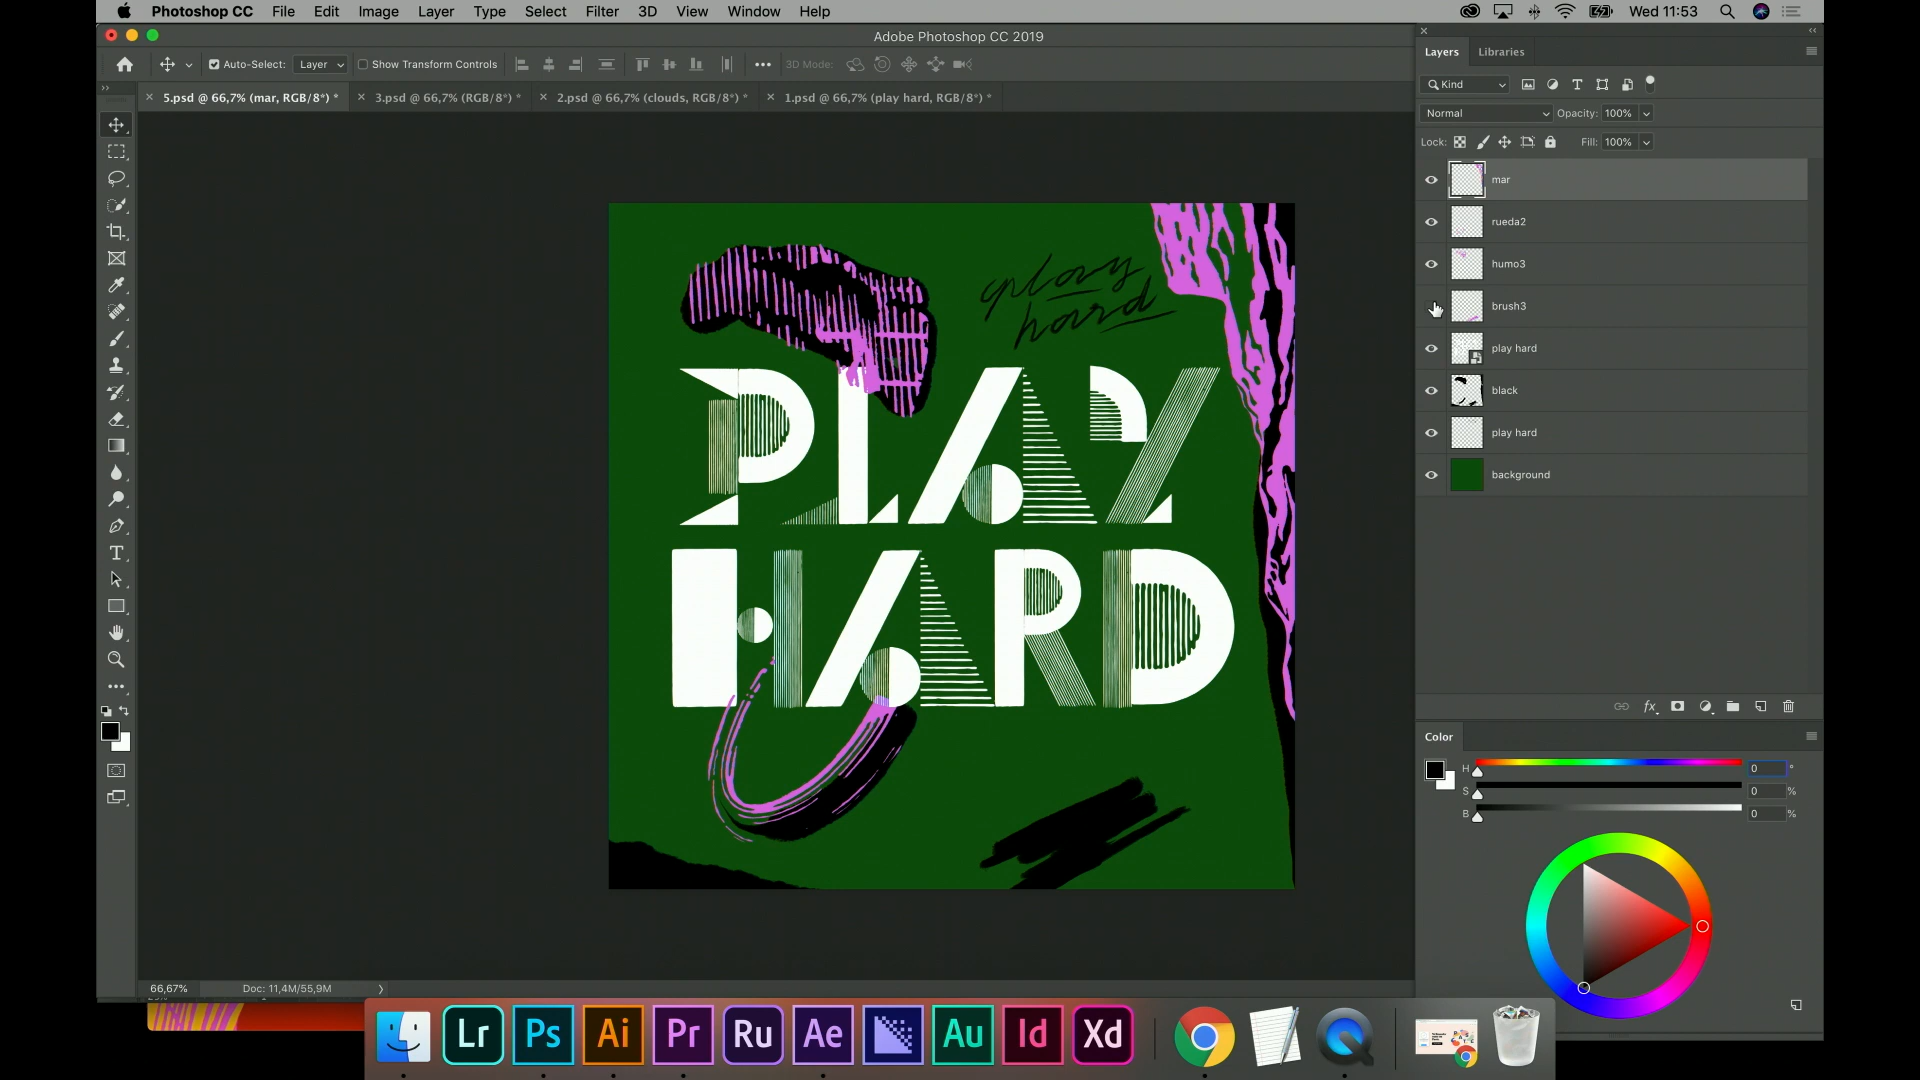 Photoshop CC File Edit Image Layer Type Select Filter 3D View Window Help Wed 11:53
Adobe Photoshop CC 2019
Auto-Select: Layer Show Transform Controls 3D Mode:
5.psd @ 66,7% (mar, RGB/8*) * 3.psd @ 66,7% (RGB/8*) * 2.psd @ 66,7% (clouds, RGB/8*) * 1.psd @ 66,7% (play hard, RGB/8*) *
Layers Libraries
Kind
Normal Opacity: 100%
Lock: Fill: 100%
mar
rueda2
humo3
brush3
play hard
black
play hard
background
play
hard
PLAY
HARD
fx
Color
H 0 °
S 0 %
B 0 %
66,67% Doc: 11,4M/55,9M
Lr Ps Ai Pr Ru Ae Au Id Xd